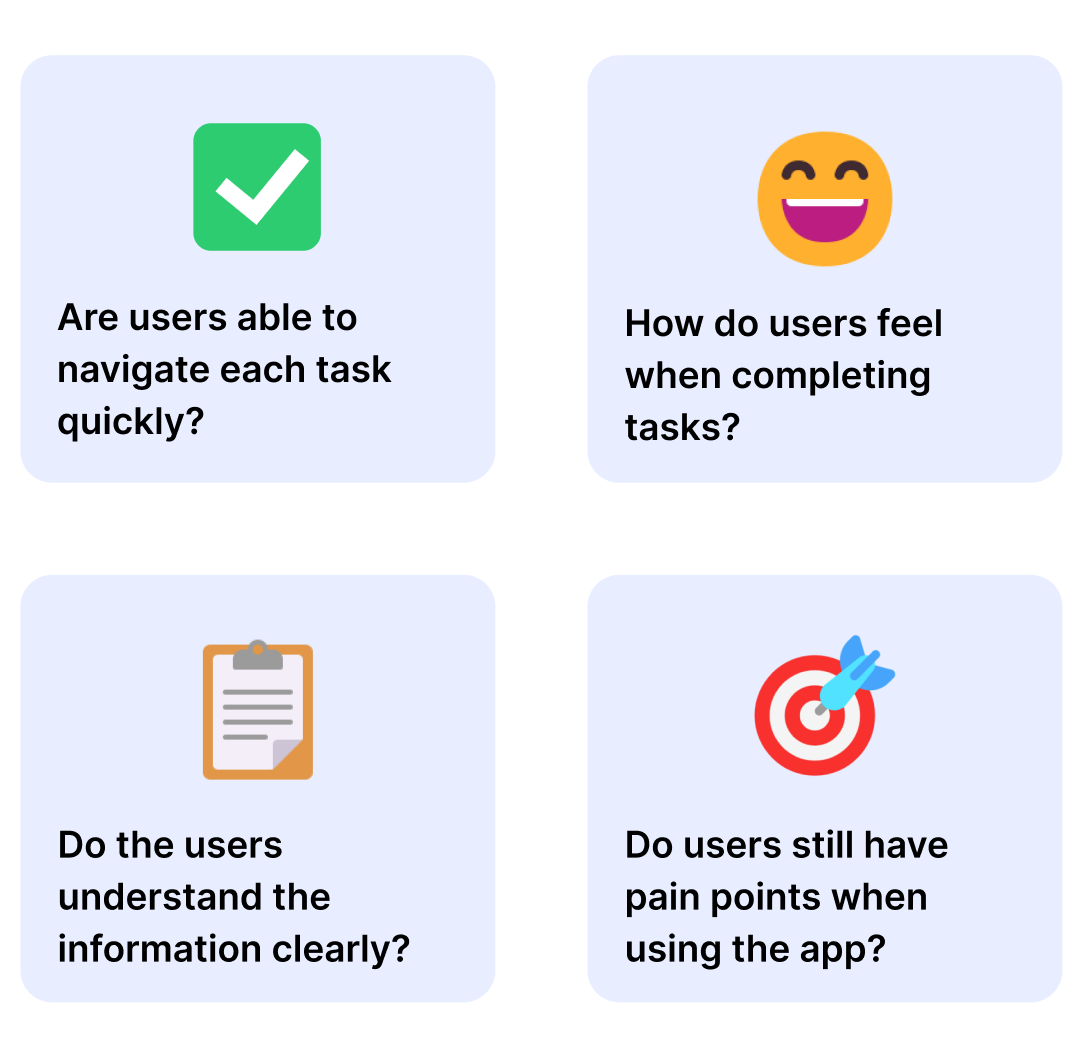 Are users able to
navigate each task
quickly?
How do users feel
when completing
tasks?
Do the users
understand the
information clearly?
Do users still have
pain points when
using the app?